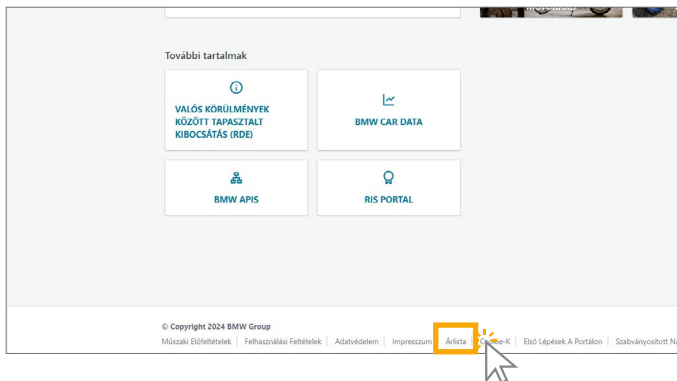 További tartalmak
VALÓS KÖRÜLMÉNYEK
KÖZÖTT TAPASZTALT
KIBOCSÁTÁS (RDE)
BMW CAR DATA
BMW APIS
RIS PORTAL
© Copyright 2024 BMW Group
Műszaki Előfeltételek | Felhasználási Feltételek | Adatvédelem | Impresszum | Árlista | Cookie-K | Első Lépések A Portálon | Szabványosított